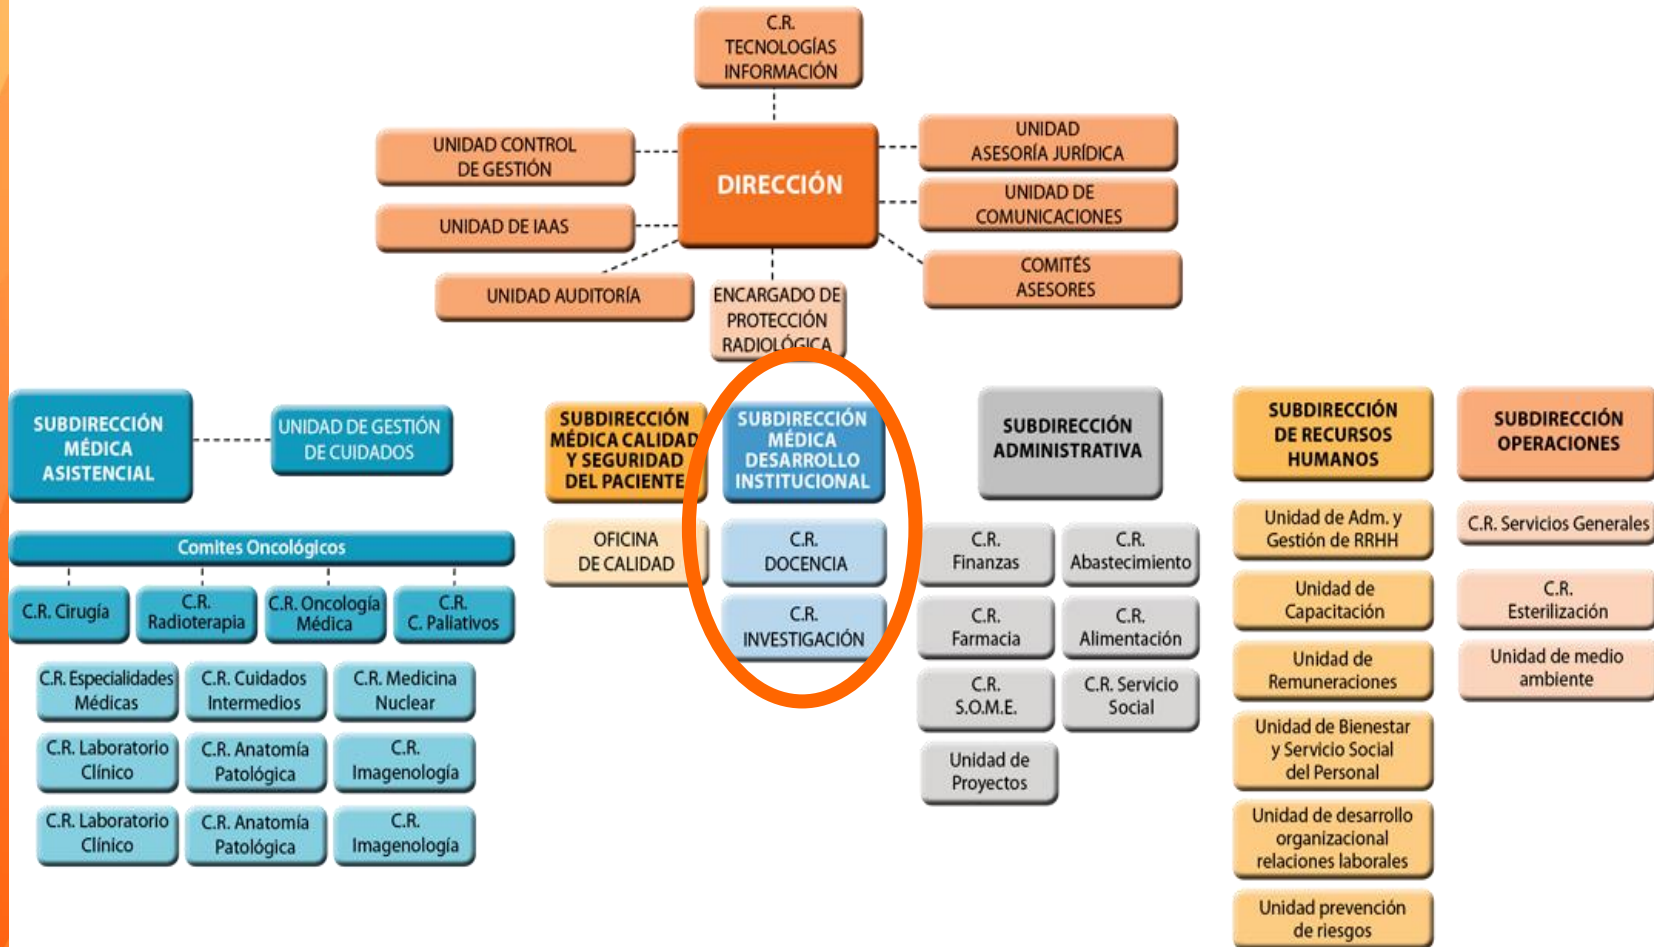 C.R.
TECNOLOGÍAS
INFORMACIÓN
UNIDAD CONTROL
DE GESTIÓN
UNIDAD DE IAAS
UNIDAD AUDITORÍA
DIRECCIÓN
UNIDAD
ASESORÍA JURÍDICA
UNIDAD DE
COMUNICACIONES
COMITÉS
ASESORES
ENCARGADO DE
PROTECCIÓN
RADIOLÓGICA
SUBDIRECCIÓN
MÉDICA
ASISTENCIAL
UNIDAD DE GESTIÓN
DE CUIDADOS
Comites Oncológicos
C.R. Cirugía
C.R.
Radioterapia
C.R. Oncología
Médica
C.R.
C. Paliativos
C.R. Especialidades
Médicas
C.R. Cuidados
Intermedios
C.R. Medicina
Nuclear
C.R. Laboratorio
Clínico
C.R. Anatomía
Patológica
C.R.
Imagenología
C.R. Laboratorio
Clínico
C.R. Anatomía
Patológica
C.R.
Imagenología
SUBDIRECCIÓN
MÉDICA CALIDAD
Y SEGURIDAD
DEL PACIENTE
OFICINA
DE CALIDAD
SUBDIRECCIÓN
MÉDICA
DESARROLLO
INSTITUCIONAL
C.R.
DOCENCIA
C.R.
INVESTIGACIÓN
SUBDIRECCIÓN
ADMINISTRATIVA
C.R.
Finanzas
C.R.
Abastecimiento
C.R.
Farmacia
C.R.
Alimentación
C.R.
S.O.M.E.
C.R. Servicio
Social
Unidad de
Proyectos
SUBDIRECCIÓN
DE RECURSOS
HUMANOS
Unidad de Adm. y
Gestión de RRHH
Unidad de
Capacitación
Unidad de
Remuneraciones
Unidad de Bienestar
y Servicio Social
del Personal
Unidad de desarrollo
organizacional
relaciones laborales
Unidad prevención
de riesgos
SUBDIRECCIÓN
OPERACIONES
C.R. Servicios Generales
C.R.
Esterilización
Unidad de medio
ambiente